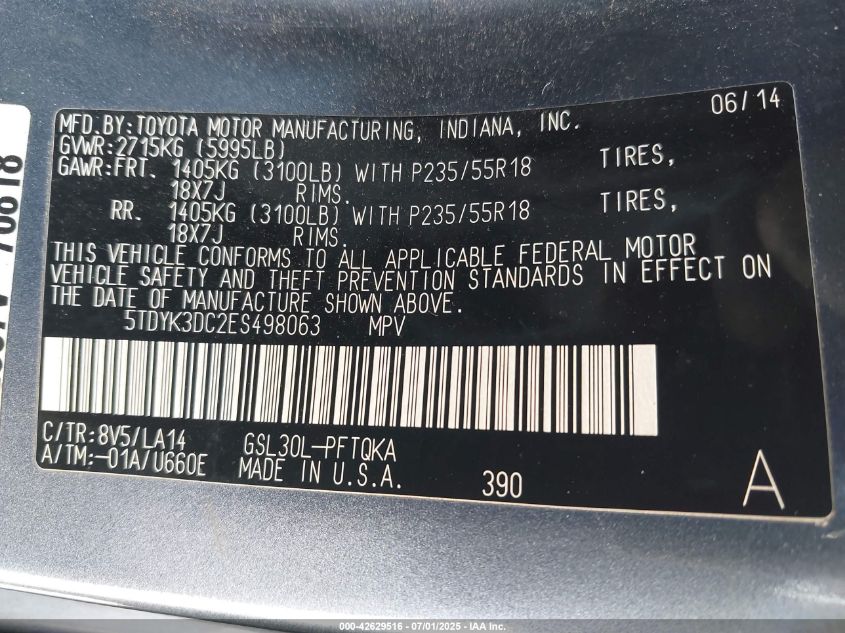 06/14
MFD.BY:TOYOTA MOTOR MANUFACTURING, INDIANA, INC.
GVWR:2715KG (5995LB)
GAWR:FRT. 1405KG (3100LB) WITH P235/55R18 TIRES,
18X7J RIMS.
RR. 1405KG (3100LB) WITH P235/55R18 TIRES,
18X7J RIMS.
THIS VEHICLE CONFORMS TO ALL APPLICABLE FEDERAL MOTOR
VEHICLE SAFETY AND THEFT PREVENTION STANDARDS IN EFFECT ON
THE DATE OF MANUFACTURE SHOWN ABOVE.
5TDYK3DC2ES498063 MPV
C/TR:8V5/LA14 GSL30L-PFTQKA
A/TM:-01A/U660E MADE IN U.S.A. 390 A
000-42629516 - 07/01/2025 - IAA Inc.